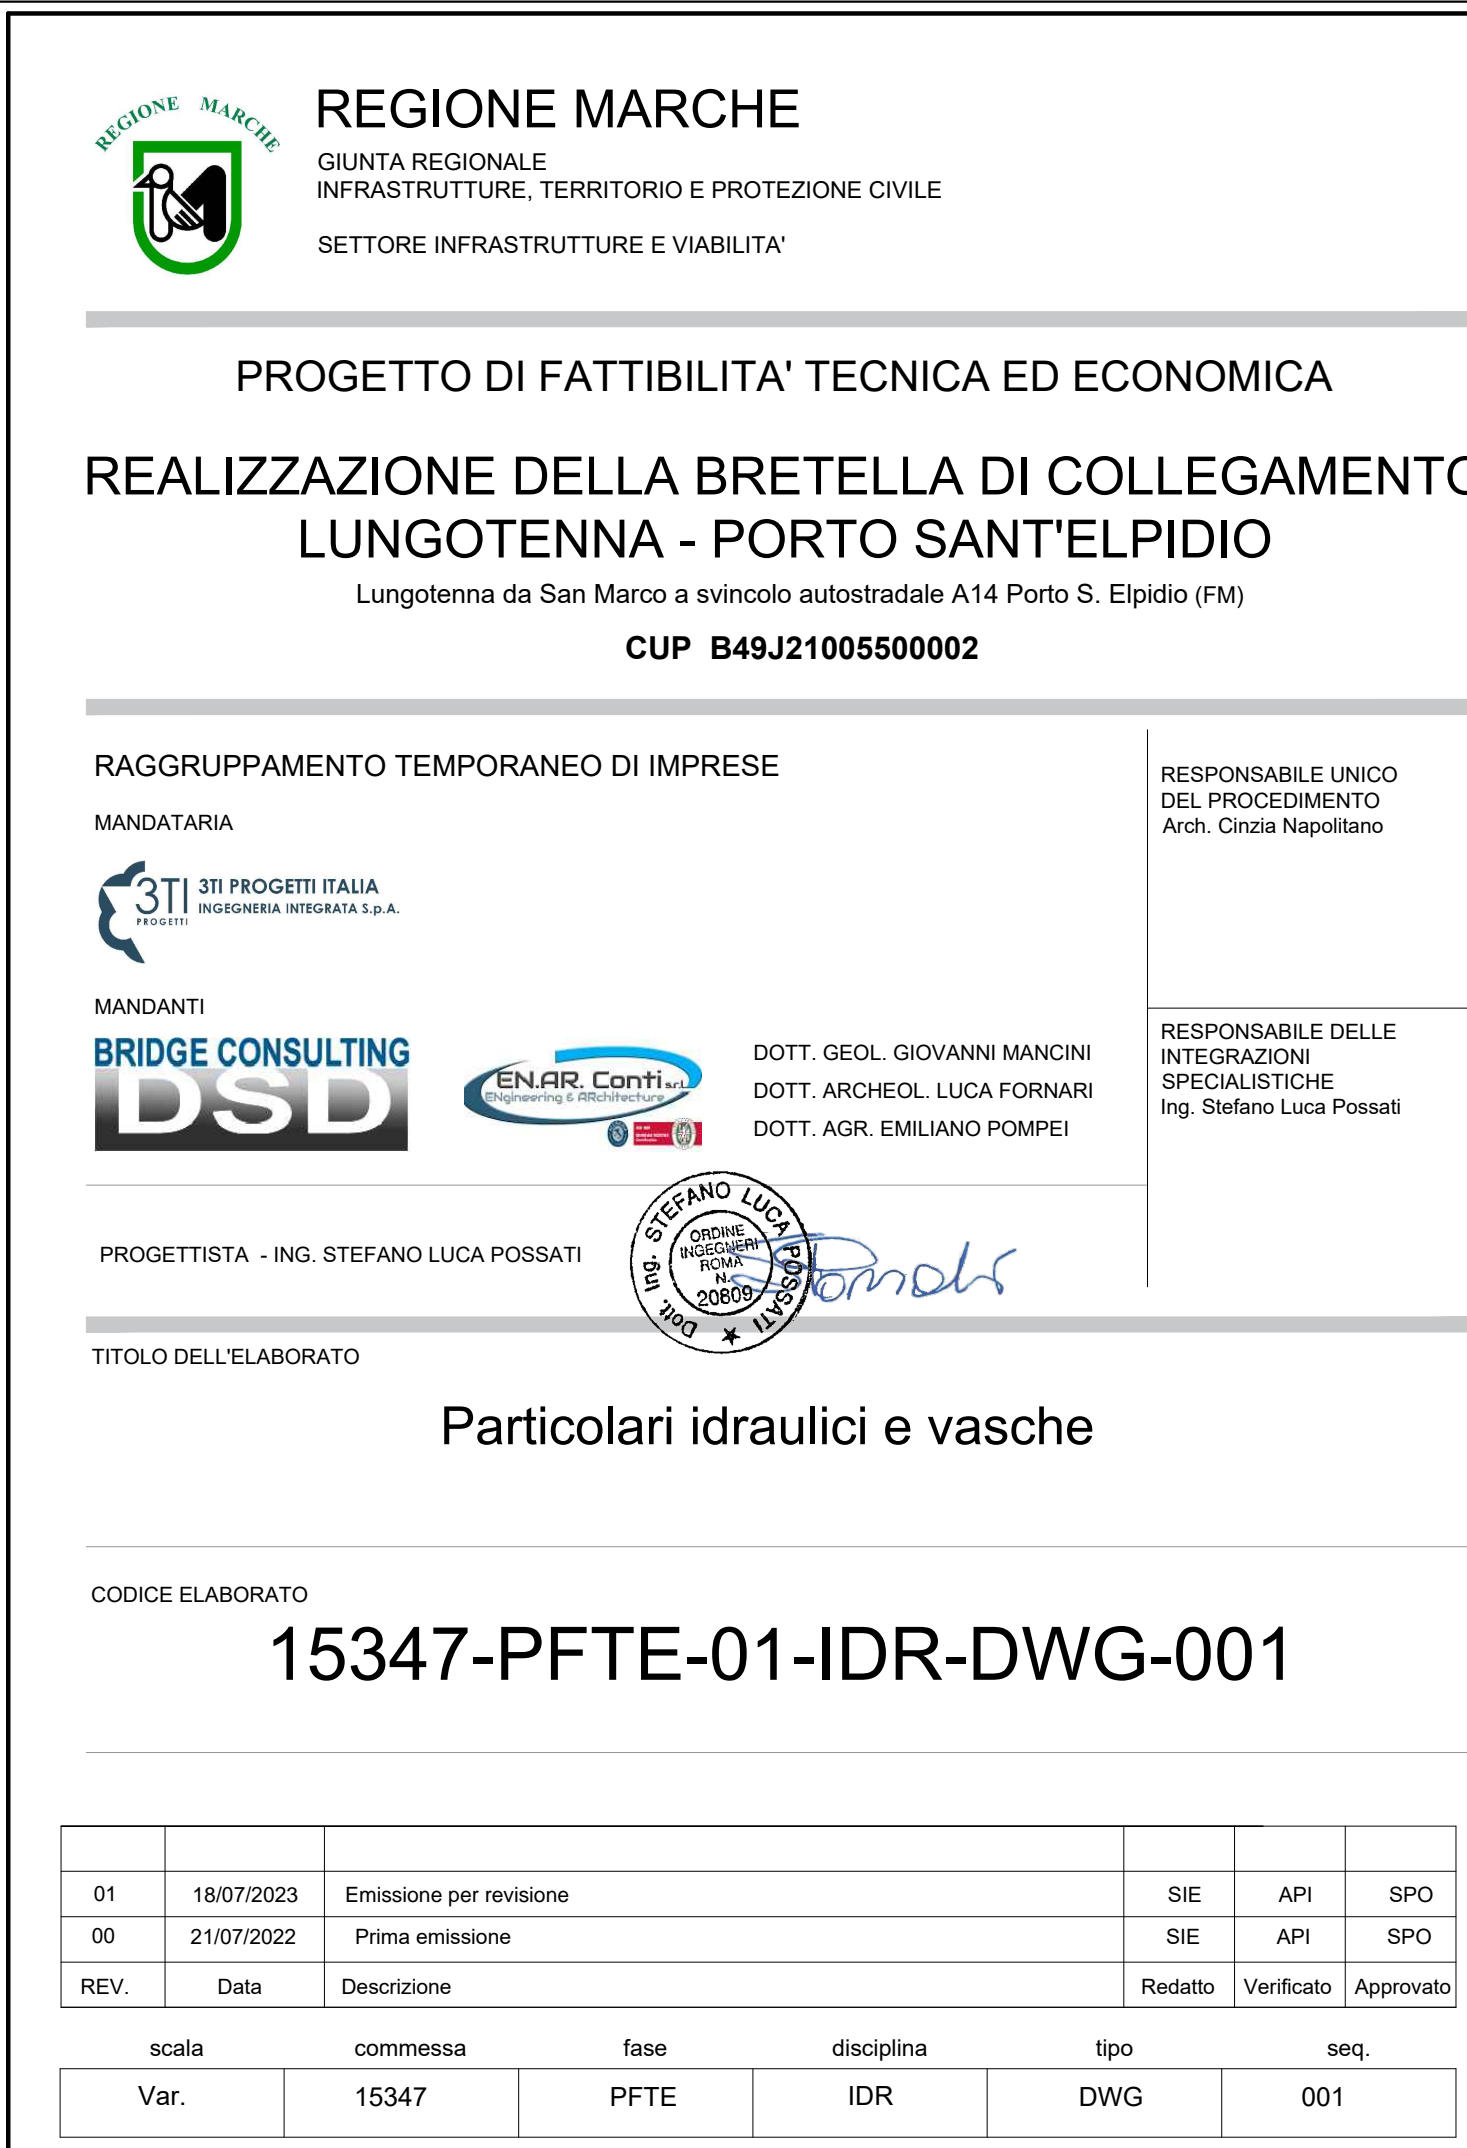 REGIONE MARCHE
REGIONE MARCHE
GIUNTA REGIONALE
INFRASTRUTTURE, TERRITORIO E PROTEZIONE CIVILE
SETTORE INFRASTRUTTURE E VIABILITA'
PROGETTO DI FATTIBILITA' TECNICA ED ECONOMICA
REALIZZAZIONE DELLA BRETELLA DI COLLEGAMENTO
LUNGOTENNA - PORTO SANT'ELPIDIO
Lungotenna da San Marco a svincolo autostradale A14 Porto S. Elpidio (FM)
CUP B49J21005500002
RAGGRUPPAMENTO TEMPORANEO DI IMPRESE
MANDATARIA
3TI PROGETTI
3TI PROGETTI ITALIA
INGEGNERIA INTEGRATA S.p.A.
MANDANTI
BRIDGE CONSULTING
DSD
EN.AR. Conti s.r.l.
ENgineering & ARchitecture
DOTT. GEOL. GIOVANNI MANCINI
DOTT. ARCHEOL. LUCA FORNARI
DOTT. AGR. EMILIANO POMPEI
RESPONSABILE UNICO
DEL PROCEDIMENTO
Arch. Cinzia Napolitano
RESPONSABILE DELLE
INTEGRAZIONI
SPECIALISTICHE
Ing. Stefano Luca Possati
PROGETTISTA - ING. STEFANO LUCA POSSATI
Dott. Ing. STEFANO LUCA POSSATI
ORDINE
INGEGNERI
ROMA
N.
20809
TITOLO DELL'ELABORATO
Particolari idraulici e vasche
CODICE ELABORATO
15347-PFTE-01-IDR-DWG-001
01 18/07/2023 Emissione per revisione SIE API SPO
00 21/07/2022 Prima emissione SIE API SPO
REV. Data Descrizione Redatto Verificato Approvato
scala commessa fase disciplina tipo seq.
Var. 15347 PFTE IDR DWG 001